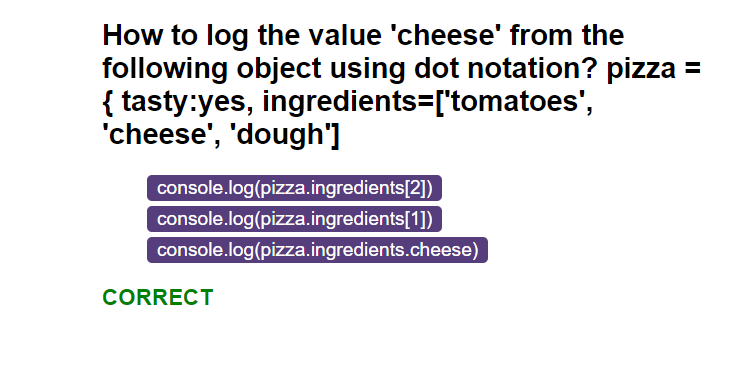 How to log the value 'cheese' from the
following object using dot notation? pizza =
{ tasty:yes, ingredients=['tomatoes',
'cheese', 'dough']
console.log(pizza.ingredients[2])
console.log(pizza.ingredients[1])
console.log(pizza.ingredients.cheese)
CORRECT